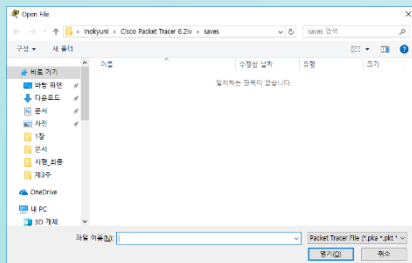 Open File
› Inokyuni › Cisco Packet Tracer 6.2sv › saves
saves 검색
구성 새 폴더
이름 수정한 날짜 유형 크기
일치하는 항목이 없습니다.
바로 가기
바탕 화면
다운로드
문서
사진
1장
문서
시험_최종
제3주
OneDrive
내 PC
3D 개체
파일 이름(N):
Packet Tracer File (*.pka *.pkt *
열기(O) 취소